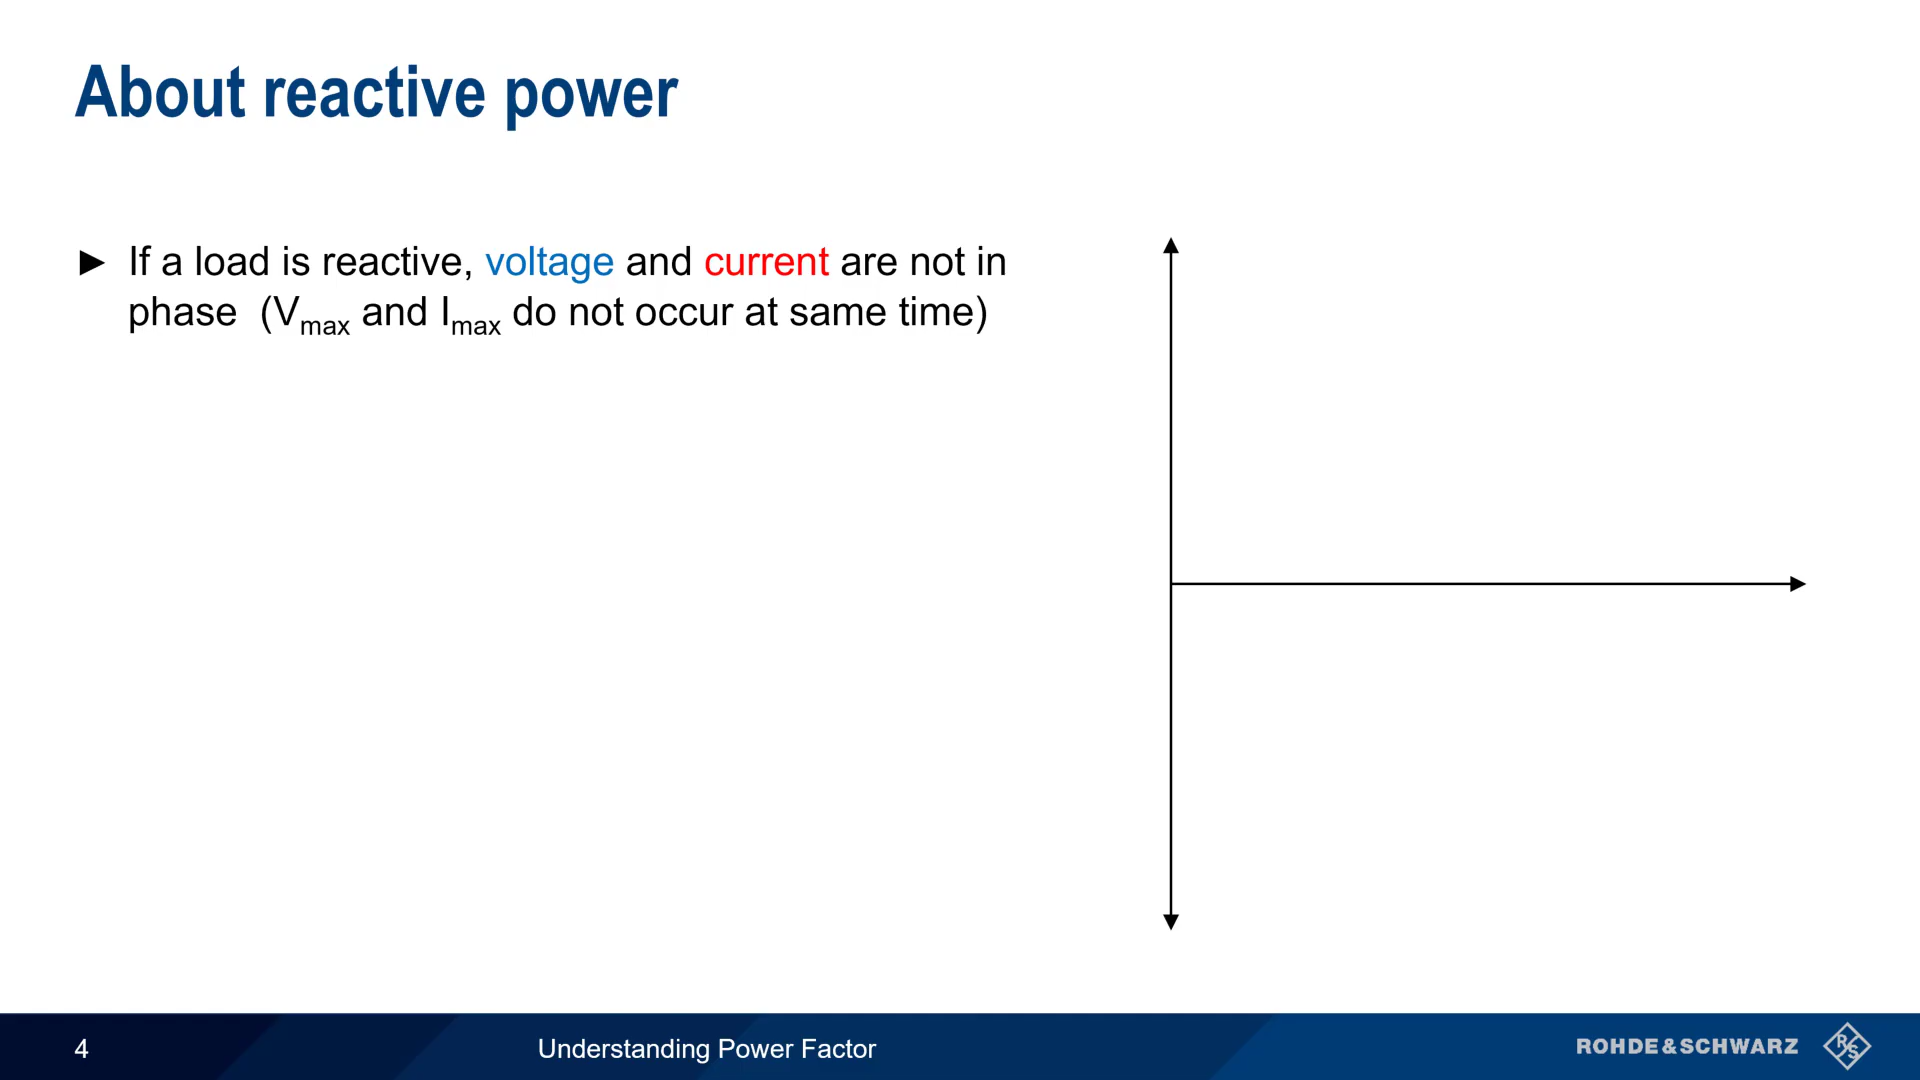 About reactive power
► If a load is reactive, voltage and current are not in
phase (Vmax and Imax do not occur at same time)
4
Understanding Power Factor
ROHDE&SCHWARZ
R&S